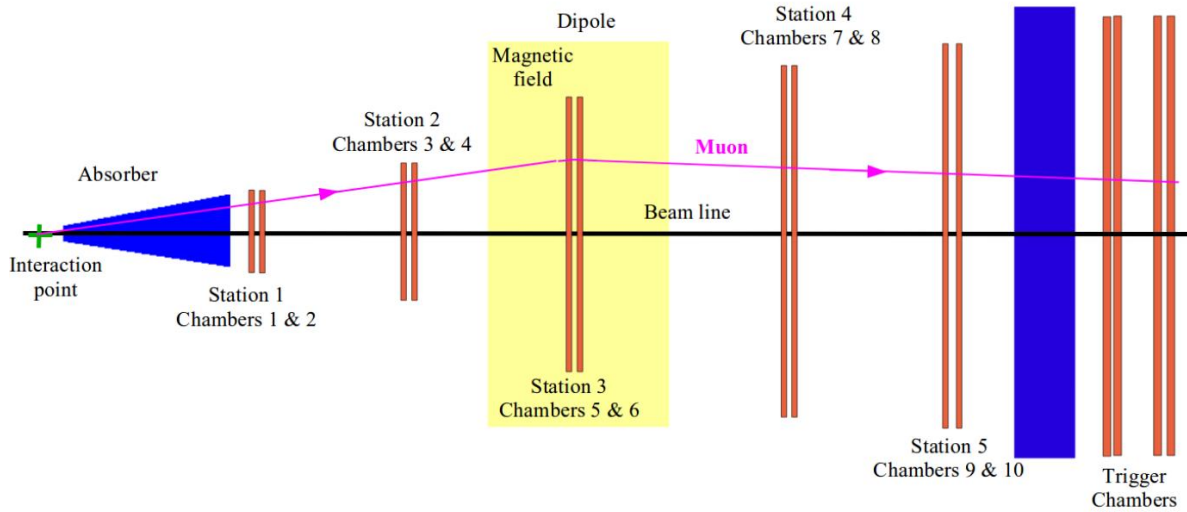 Dipole
Station 4
Chambers 7 & 8
Magnetic
field
Station 2
Chambers 3 & 4
Muon
Absorber
Beam line
Interaction
point
Station 1
Chambers 1 & 2
Station 3
Chambers 5 & 6
Station 5
Chambers 9 & 10
Trigger
Chambers